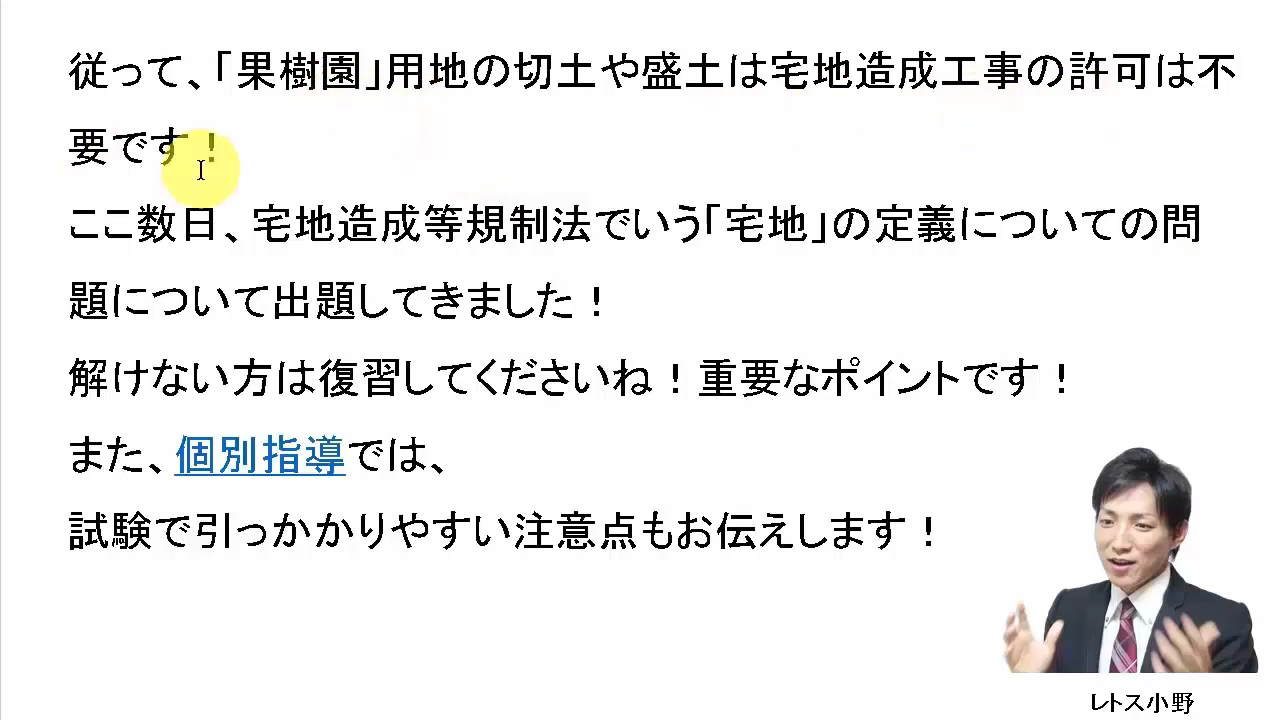 従って、「果樹園」用地の切土や盛土は宅地造成工事の許可は不
要です！
ここ数日、宅地造成等規制法でいう「宅地」の定義についての問
題について出題してきました！
解けない方は復習してくださいね！重要なポイントです！
また、個別指導では、
試験で引っかかりやすい注意点もお伝えします！
レトス小野